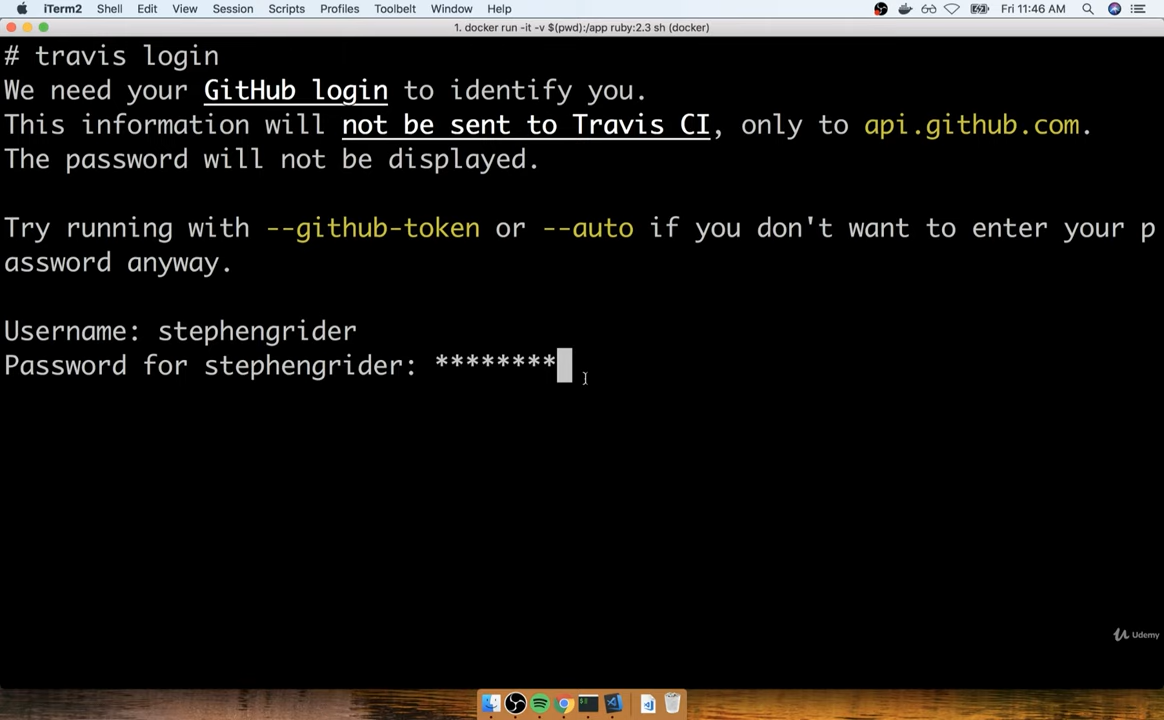 iTerm2 Shell Edit View Session Scripts Profiles Toolbelt Window Help Fri 11:46 AM
1. docker run -it -v $(pwd):/app ruby:2.3 sh (docker)
# travis login
We need your GitHub login to identify you.
This information will not be sent to Travis CI, only to api.github.com.
The password will not be displayed.
Try running with --github-token or --auto if you don't want to enter your p
assword anyway.
Username: stephengrider
Password for stephengrider: ********
Udemy